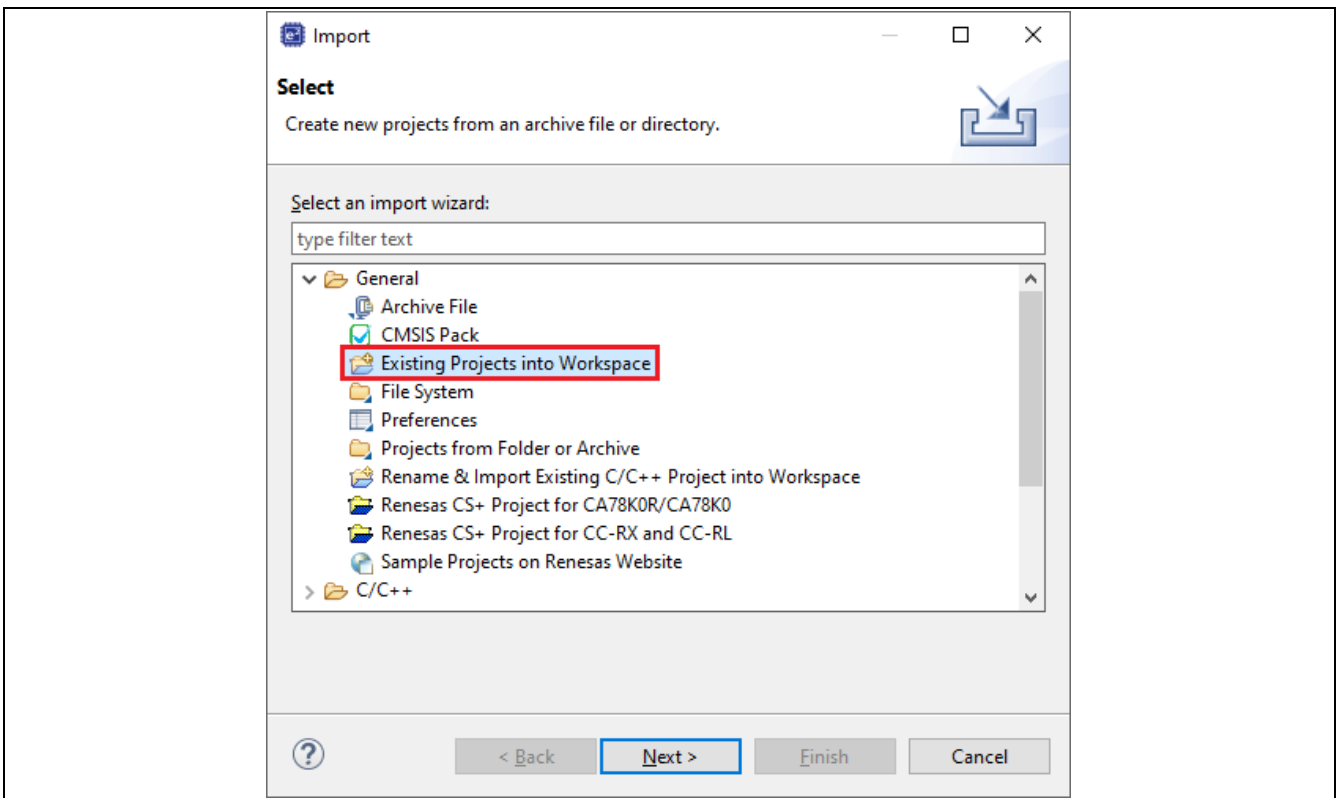 Import
Select
Create new projects from an archive file or directory.
Select an import wizard:
type filter text
General
Archive File
CMSIS Pack
Existing Projects into Workspace
File System
Preferences
Projects from Folder or Archive
Rename & Import Existing C/C++ Project into Workspace
Renesas CS+ Project for CA78K0R/CA78K0
Renesas CS+ Project for CC-RX and CC-RL
Sample Projects on Renesas Website
C/C++
? < Back Next > Finish Cancel